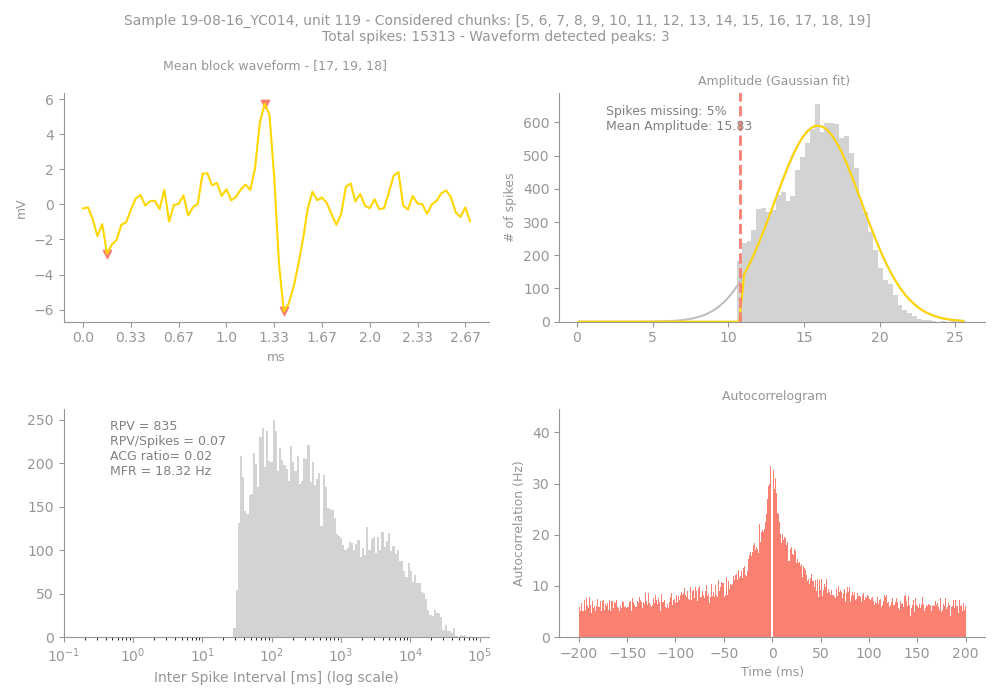 Sample 19-08-16_YC014, unit 119 - Considered chunks: [5, 6, 7, 8, 9, 10, 11, 12, 13, 14, 15, 16, 17, 18, 19]
Total spikes: 15313 - Waveform detected peaks: 3
Mean block waveform - [17, 19, 18]
6
4
2
0
−2
−4
−6
mV
0.0 0.33 0.67 1.0 1.33 1.67 2.0 2.33 2.67
ms
Amplitude (Gaussian fit)
Spikes missing: 5%
Mean Amplitude: 15.83
600
500
400
300
200
100
0
# of spikes
0 5 10 15 20 25
RPV = 835
RPV/Spikes = 0.07
ACG ratio= 0.02
MFR = 18.32 Hz
250
200
150
100
50
0
10⁻¹ 10⁰ 10¹ 10² 10³ 10⁴ 10⁵
Inter Spike Interval [ms] (log scale)
Autocorrelogram
40
30
20
10
0
Autocorrelation (Hz)
−200 −150 −100 −50 0 50 100 150 200
Time (ms)